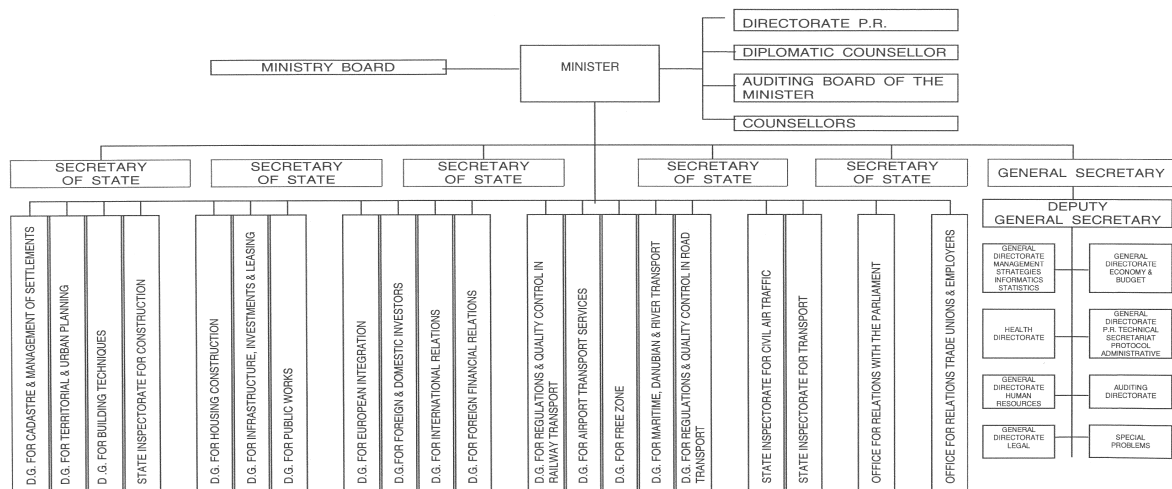 DIRECTORATE P.R.
DIPLOMATIC COUNSELLOR
MINISTRY BOARD
MINISTER
AUDITING BOARD OF THE
MINISTER
COUNSELLORS
SECRETARY
OF STATE
SECRETARY
OF STATE
SECRETARY
OF STATE
SECRETARY
OF STATE
SECRETARY
OF STATE
GENERAL SECRETARY
DEPUTY
GENERAL SECRETARY
D.G. FOR CADASTRE & MANAGEMENT OF SETTLEMENTS
D.G. FOR TERRITORIAL & URBAN PLANNING
D..G. FOR BUILDING TECHNIQUES
STATE INSPECTORATE FOR CONSTRUCTION
D.G. FOR HOUSING CONSTRUCTION
D.G. FOR INFRASTRUCTURE, INVESTMENTS & LEASING
D.G. FOR PUBLIC WORKS
D.G. FOR EUROPEAN INTEGRATION
D.G.FOR FOREIGN & DOMESTIC INVESTORS
D.G. FOR INTERNATIONAL RELATIONS
D.G. FOR FOREIGN FINANCIAL RELATIONS
D.G. FOR REGULATIONS & QUALITY CONTROL IN
RAILWAY TRANSPORT
D.G. FOR AIRPORT TRANSPORT SERVICES
D.G. FOR FREE ZONE
D.G. FOR MARITIME, DANUBIAN & RIVER TRANSPORT
D.G. FOR REGULATIONS & QUALITY CONTROL IN ROAD
TRANSPORT
STATE INSPECTORATE FOR CIVIL AIR TRAFFIC
STATE INSPECTORATE FOR TRANSPORT
OFFICE FOR RELATIONS WITH THE PARLIAMENT
OFFICE FOR RELATIONS TRADE UNIONS & EMPLOYERS
GENERAL
DIRECTORATE
MANAGEMENT
STRATEGIES
INFORMATICS
STATISTICS
GENERAL
DIRECTORATE
ECONOMY &
BUDGET
HEALTH
DIRECTORATE
GENERAL
DIRECTORATE
P.R. TECHNICAL
SECRETARIAT
PROTOCOL
ADMINISTRATIVE
GENERAL
DIRECTORATE
HUMAN
RESOURCES
AUDITING
DIRECTORATE
GENERAL
DIRECTORATE
LEGAL
SPECIAL
PROBLEMS